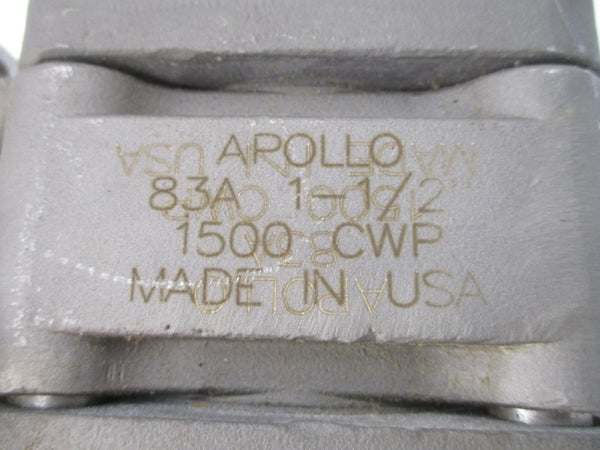 APOLLO
83A 1-1/2"
1500 CWP
MADE IN USA